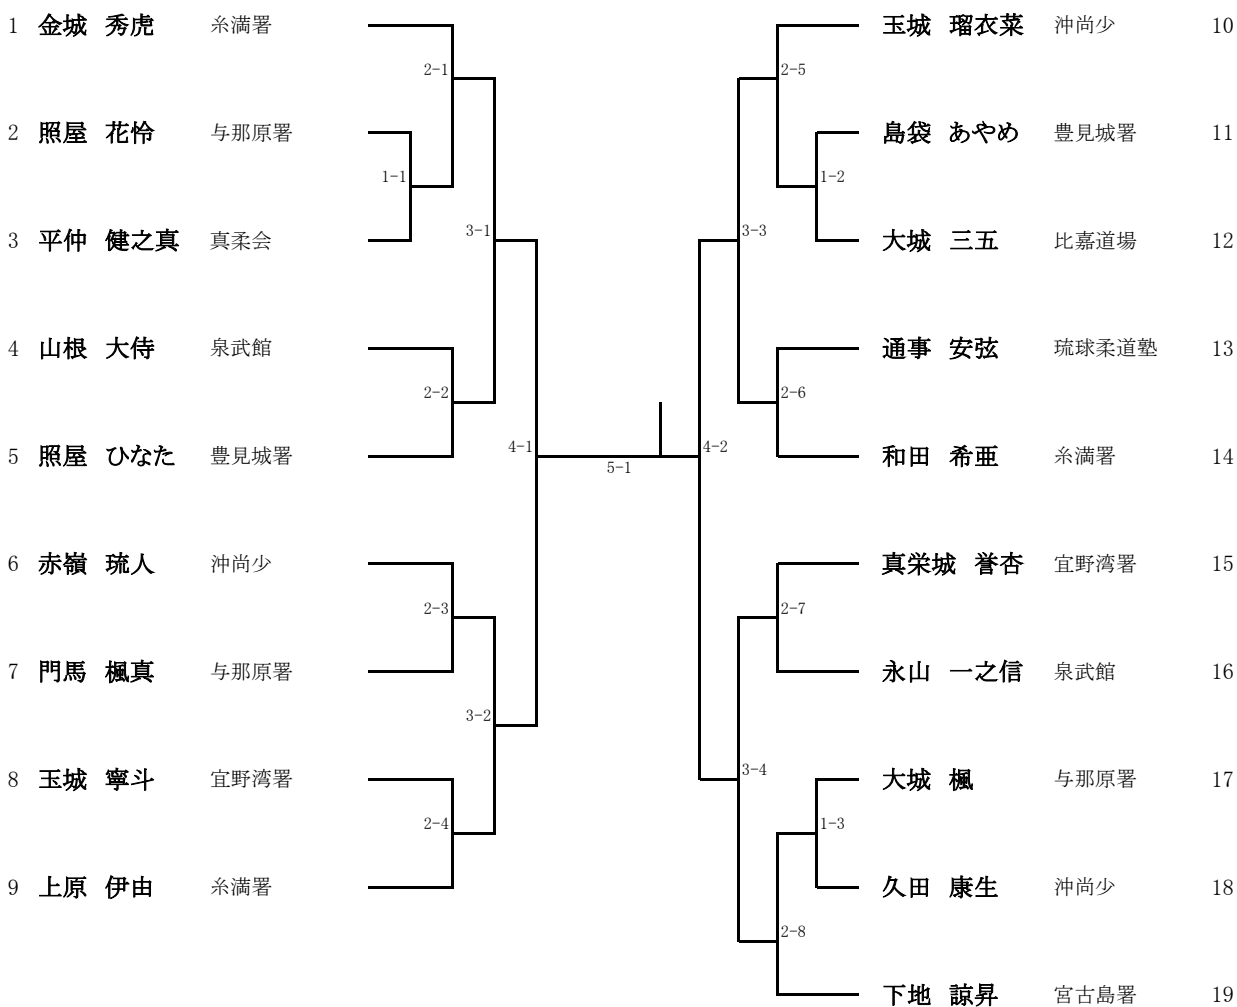 1 金城 秀虎 糸満署
2 照屋 花怜 与那原署
3 平仲 健之真 真柔会
4 山根 大侍 泉武館
5 照屋 ひなた 豊見城署
6 赤嶺 琉人 沖尚少
7 門馬 楓真 与那原署
8 玉城 寧斗 宜野湾署
9 上原 伊由 糸満署
2-1
1-1
3-1
2-2
4-1
2-3
3-2
2-4
5-1
2-5
1-2
3-3
2-6
4-2
2-7
3-4
1-3
2-8
玉城 瑠衣菜 沖尚少 10
島袋 あやめ 豊見城署 11
大城 三五 比嘉道場 12
通事 安弦 琉球柔道塾 13
和田 希亜 糸満署 14
真栄城 誉杏 宜野湾署 15
永山 一之信 泉武館 16
大城 楓 与那原署 17
久田 康生 沖尚少 18
下地 諒昇 宮古島署 19